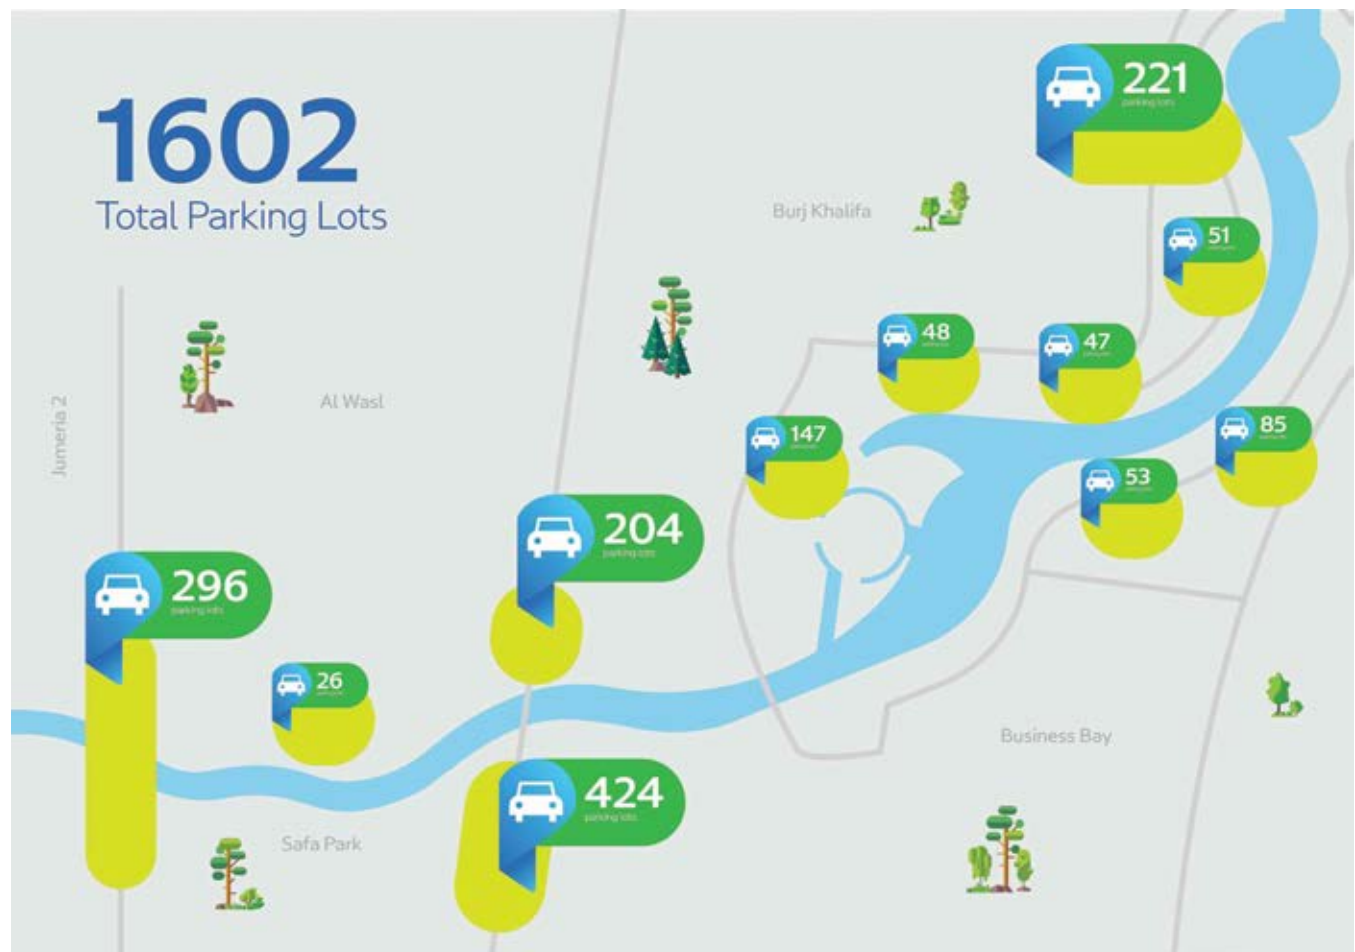 1602
Total Parking Lots
221
parking lots
Burj Khalifa
51
48
47
Jumeria 2
Al Wasl
147
85
53
204
parking lots
296
parking lots
26
Business Bay
424
parking lots
Safa Park